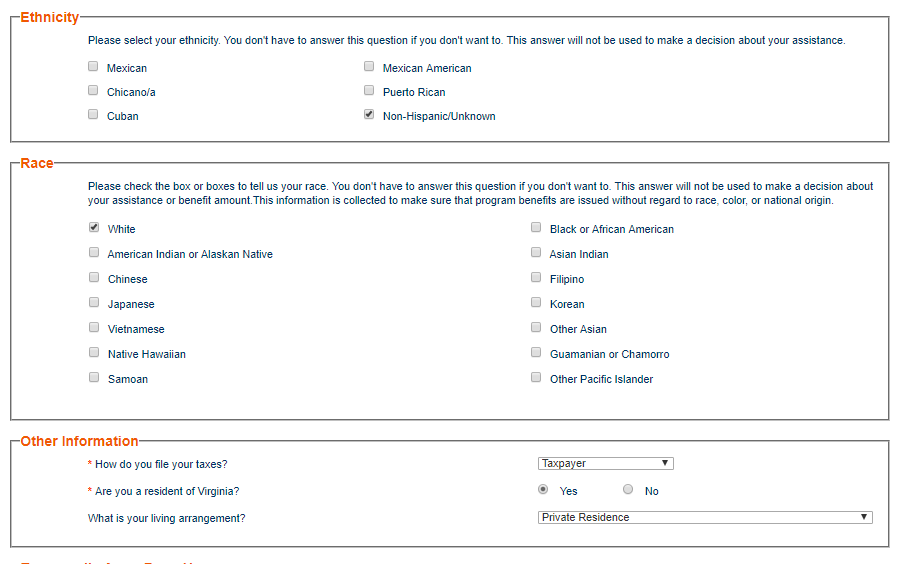 Ethnicity
Please select your ethnicity. You don't have to answer this question if you don't want to. This answer will not be used to make a decision about your assistance.
Mexican Mexican American
Chicano/a Puerto Rican
Cuban Non-Hispanic/Unknown
Race
Please check the box or boxes to tell us your race. You don't have to answer this question if you don't want to. This answer will not be used to make a decision about
your assistance or benefit amount.This information is collected to make sure that program benefits are issued without regard to race, color, or national origin.
White Black or African American
American Indian or Alaskan Native Asian Indian
Chinese Filipino
Japanese Korean
Vietnamese Other Asian
Native Hawaiian Guamanian or Chamorro
Samoan Other Pacific Islander
Other Information
* How do you file your taxes? Taxpayer
* Are you a resident of Virginia? Yes No
What is your living arrangement? Private Residence